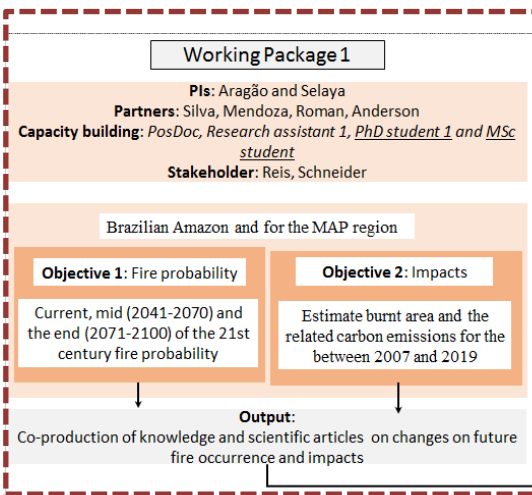 Working Package 1
PIs: Aragão and Selaya
Partners: Silva, Mendoza, Roman, Anderson
Capacity building: PosDoc, Research assistant 1, PhD student 1 and MSc
student
Stakeholder: Reis, Schneider
Brazilian Amazon and for the MAP region
Objective 1: Fire probability
Current, mid (2041-2070) and
the end (2071-2100) of the 21st
century fire probability
Objective 2: Impacts
Estimate burnt area and the
related carbon emissions for the
between 2007 and 2019
Output:
Co-production of knowledge and scientific articles on changes on future
fire occurrence and impacts